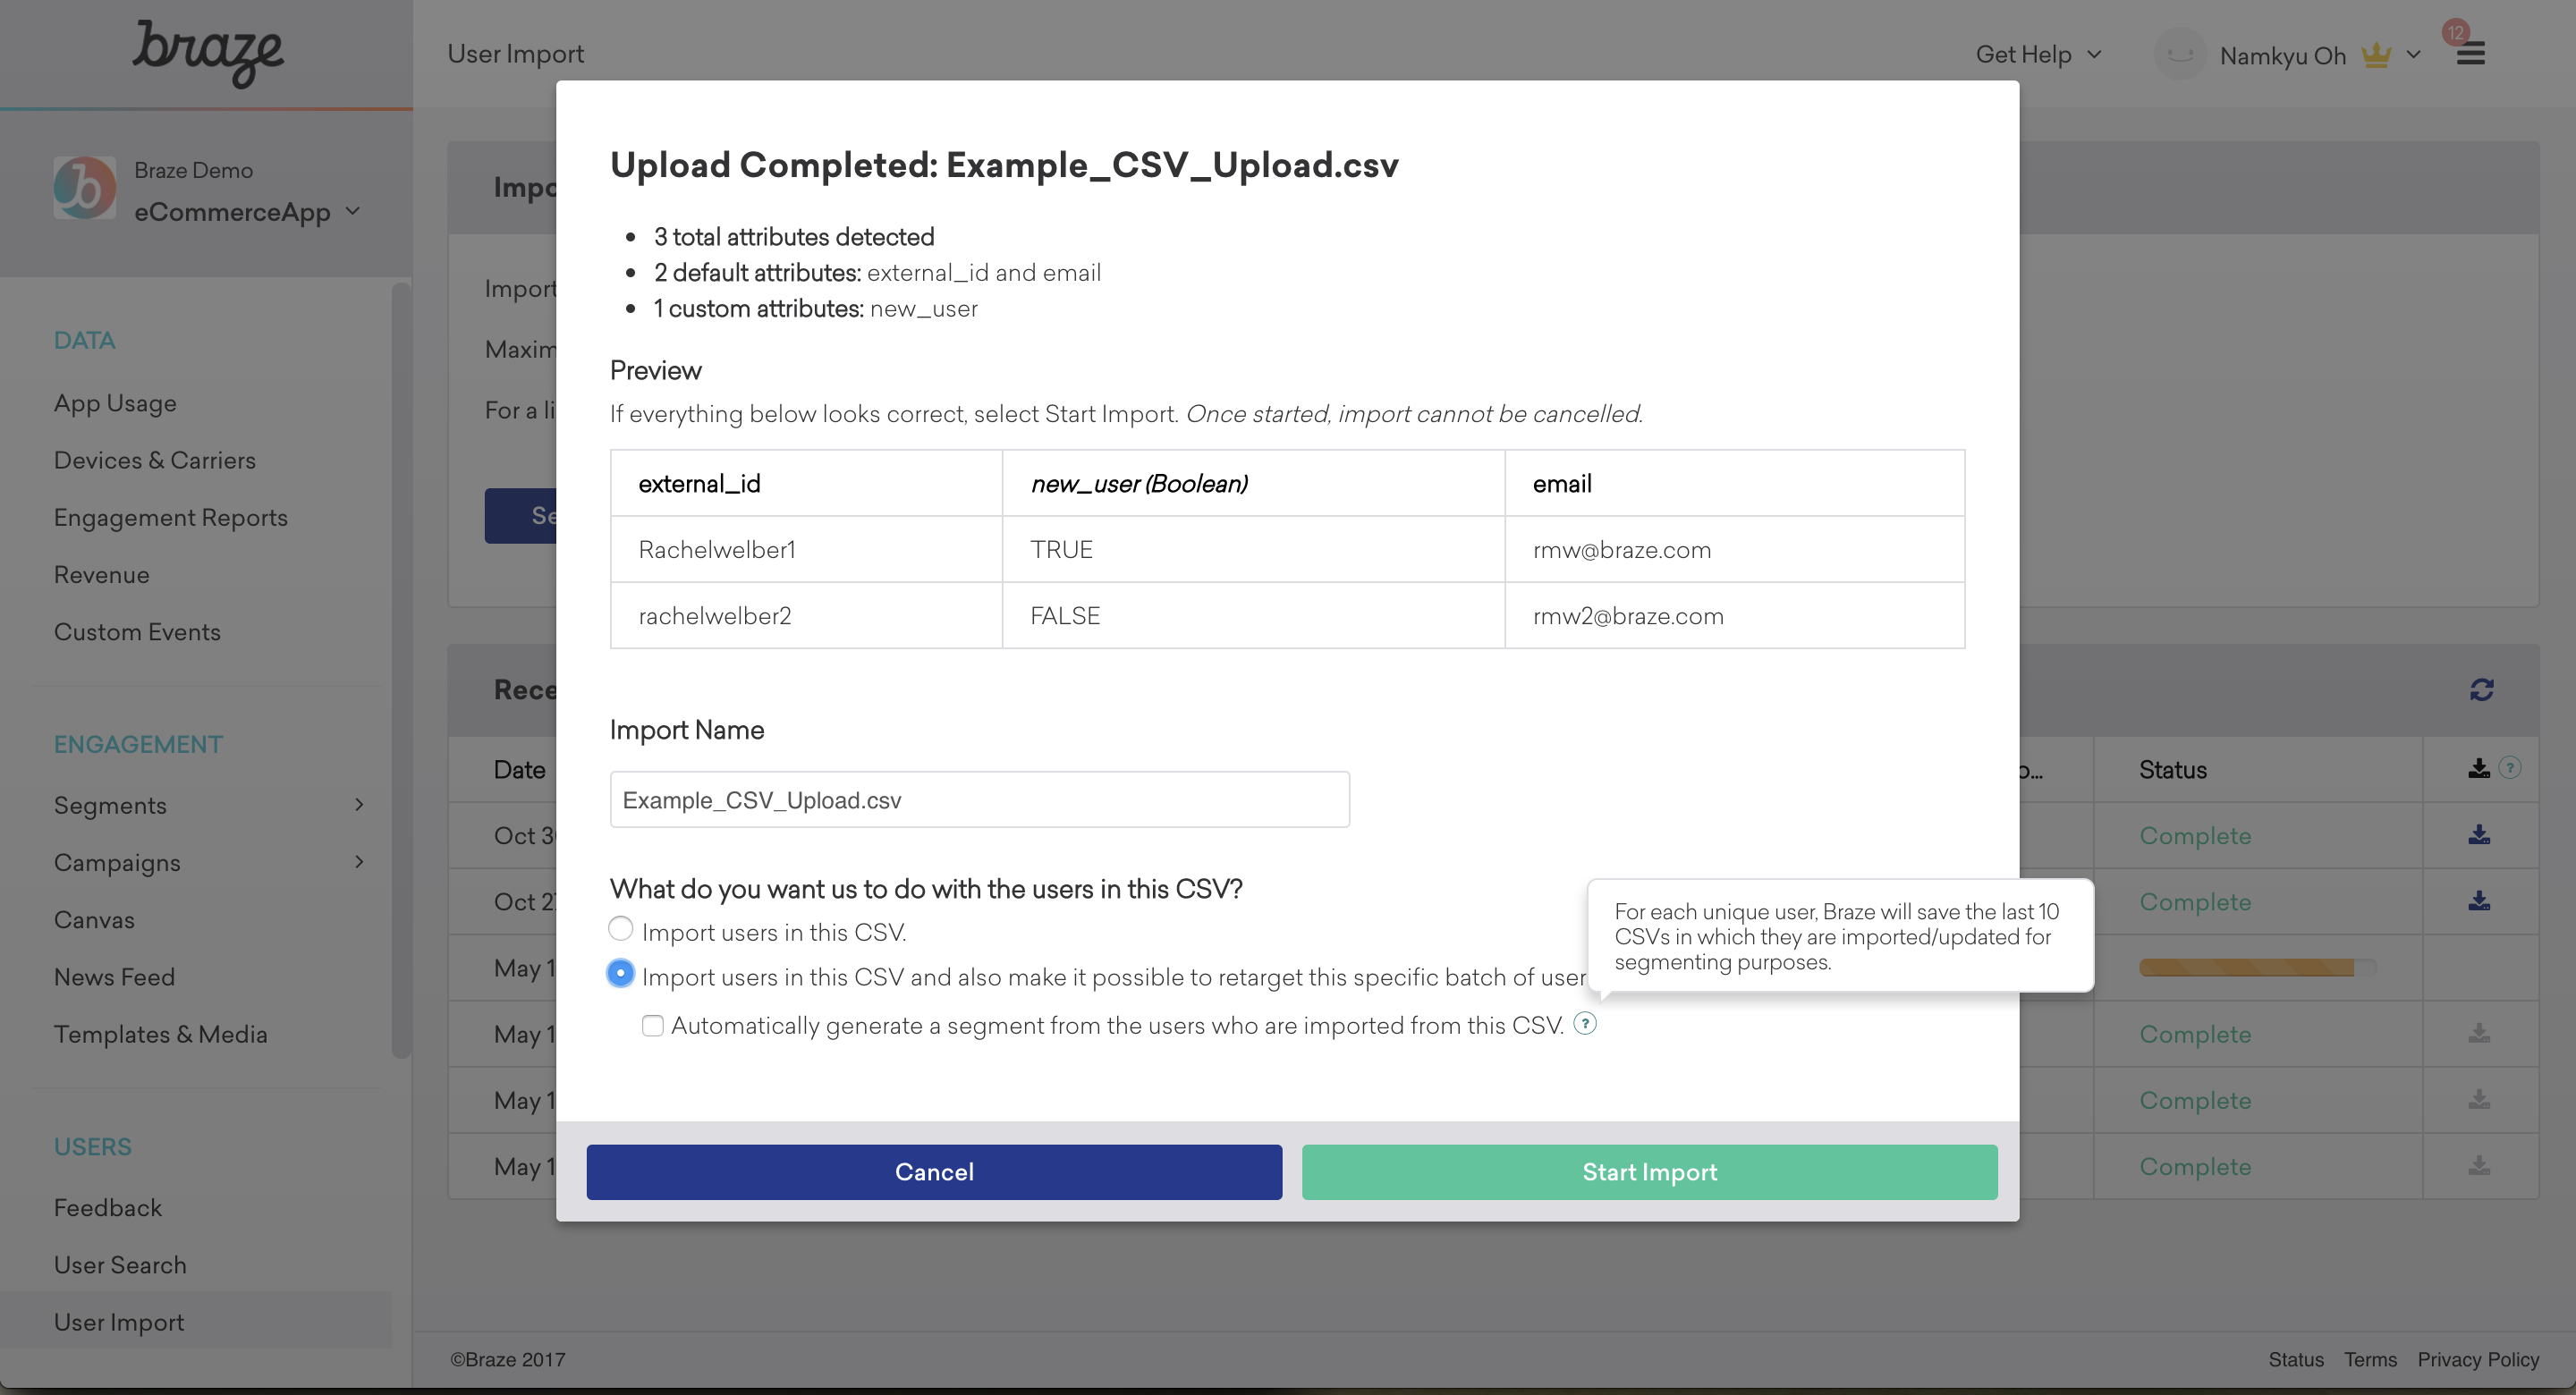 braze
User Import
Get Help
Namkyu Oh
12
Braze Demo
eCommerceApp
DATA
App Usage
Devices & Carriers
Engagement Reports
Revenue
Custom Events
ENGAGEMENT
Segments
Campaigns
Canvas
News Feed
Templates & Media
USERS
Feedback
User Search
User Import
Impo
Import
Maxim
For a li
Se
Rece
Date
Oct 3
Oct 2
May 1
May 1
May 1
May 1
Upload Completed: Example_CSV_Upload.csv
3 total attributes detected
2 default attributes: external_id and email
1 custom attributes: new_user
Preview
If everything below looks correct, select Start Import. Once started, import cannot be cancelled.
external_id new_user (Boolean) email
Rachelwelber1 TRUE rmw@braze.com
rachelwelber2 FALSE rmw2@braze.com
Import Name
Example_CSV_Upload.csv
What do you want us to do with the users in this CSV?
Import users in this CSV.
Import users in this CSV and also make it possible to retarget this specific batch of user
Automatically generate a segment from the users who are imported from this CSV. ?
For each unique user, Braze will save the last 10
CSVs in which they are imported/updated for
segmenting purposes.
Cancel
Start Import
o... Status ?
Complete
Complete
Complete
Complete
Complete
©Braze 2017
Status Terms Privacy Policy